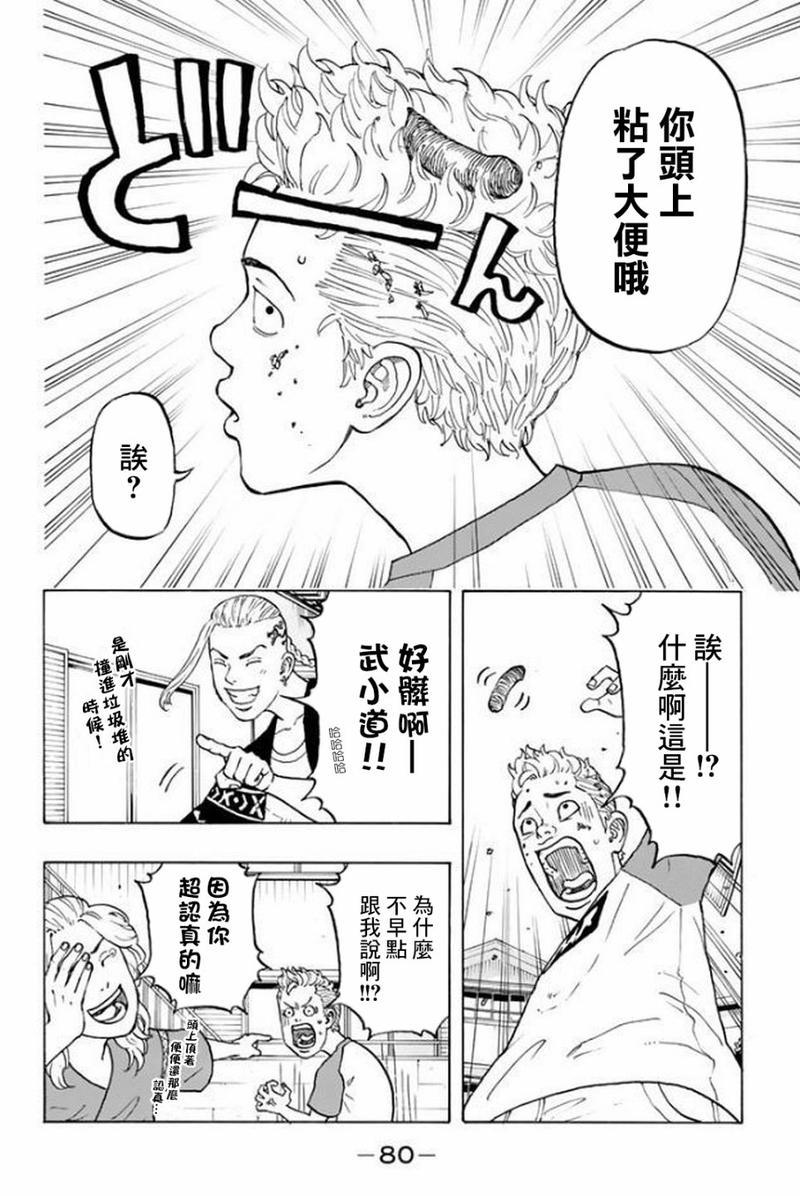 你頭上
粘了大便哦
どーん
誒？
誒——!?
什麼啊這是!!
好髒啊—
武小道!!
哈哈哈哈
是剛才
撞進垃圾堆的
時候！
為什麼
不早點
跟我說啊!!?
因為你
超認真的嘛
頭上頂著
便便還那麼
認真…
—80—